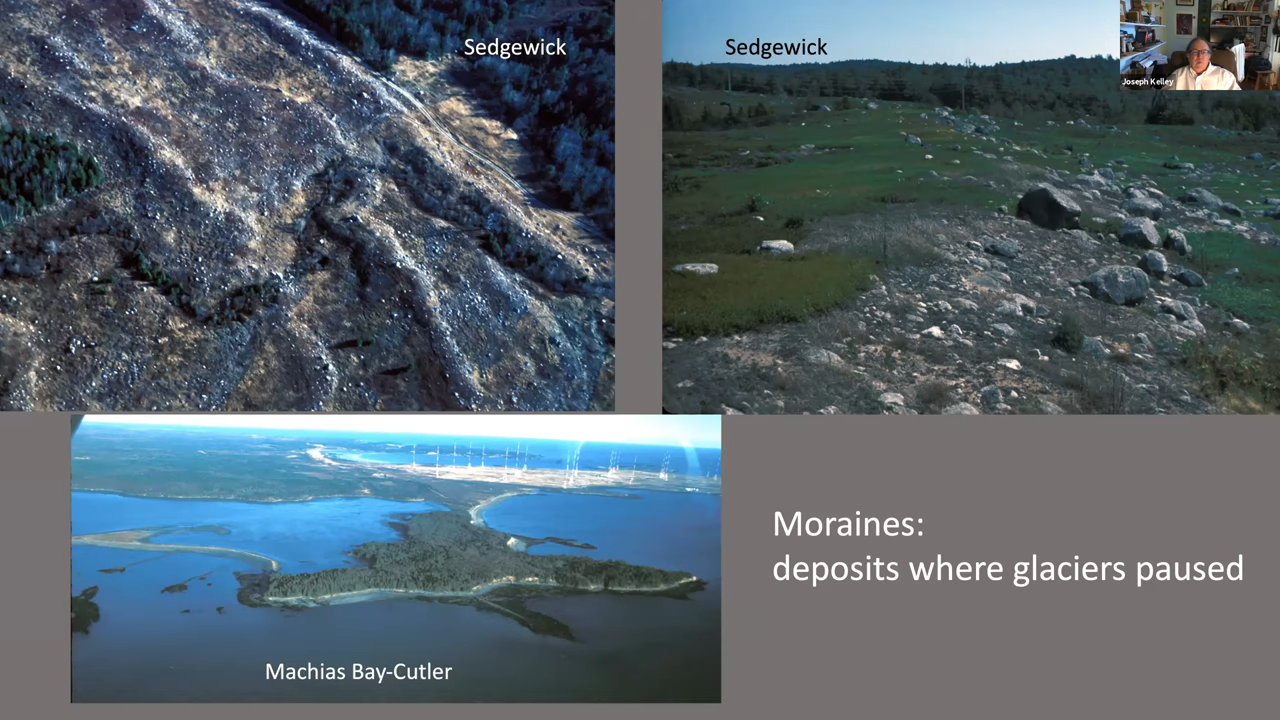 Sedgewick
Sedgewick
Joseph Kelley
Moraines:
deposits where glaciers paused
Machias Bay-Cutler